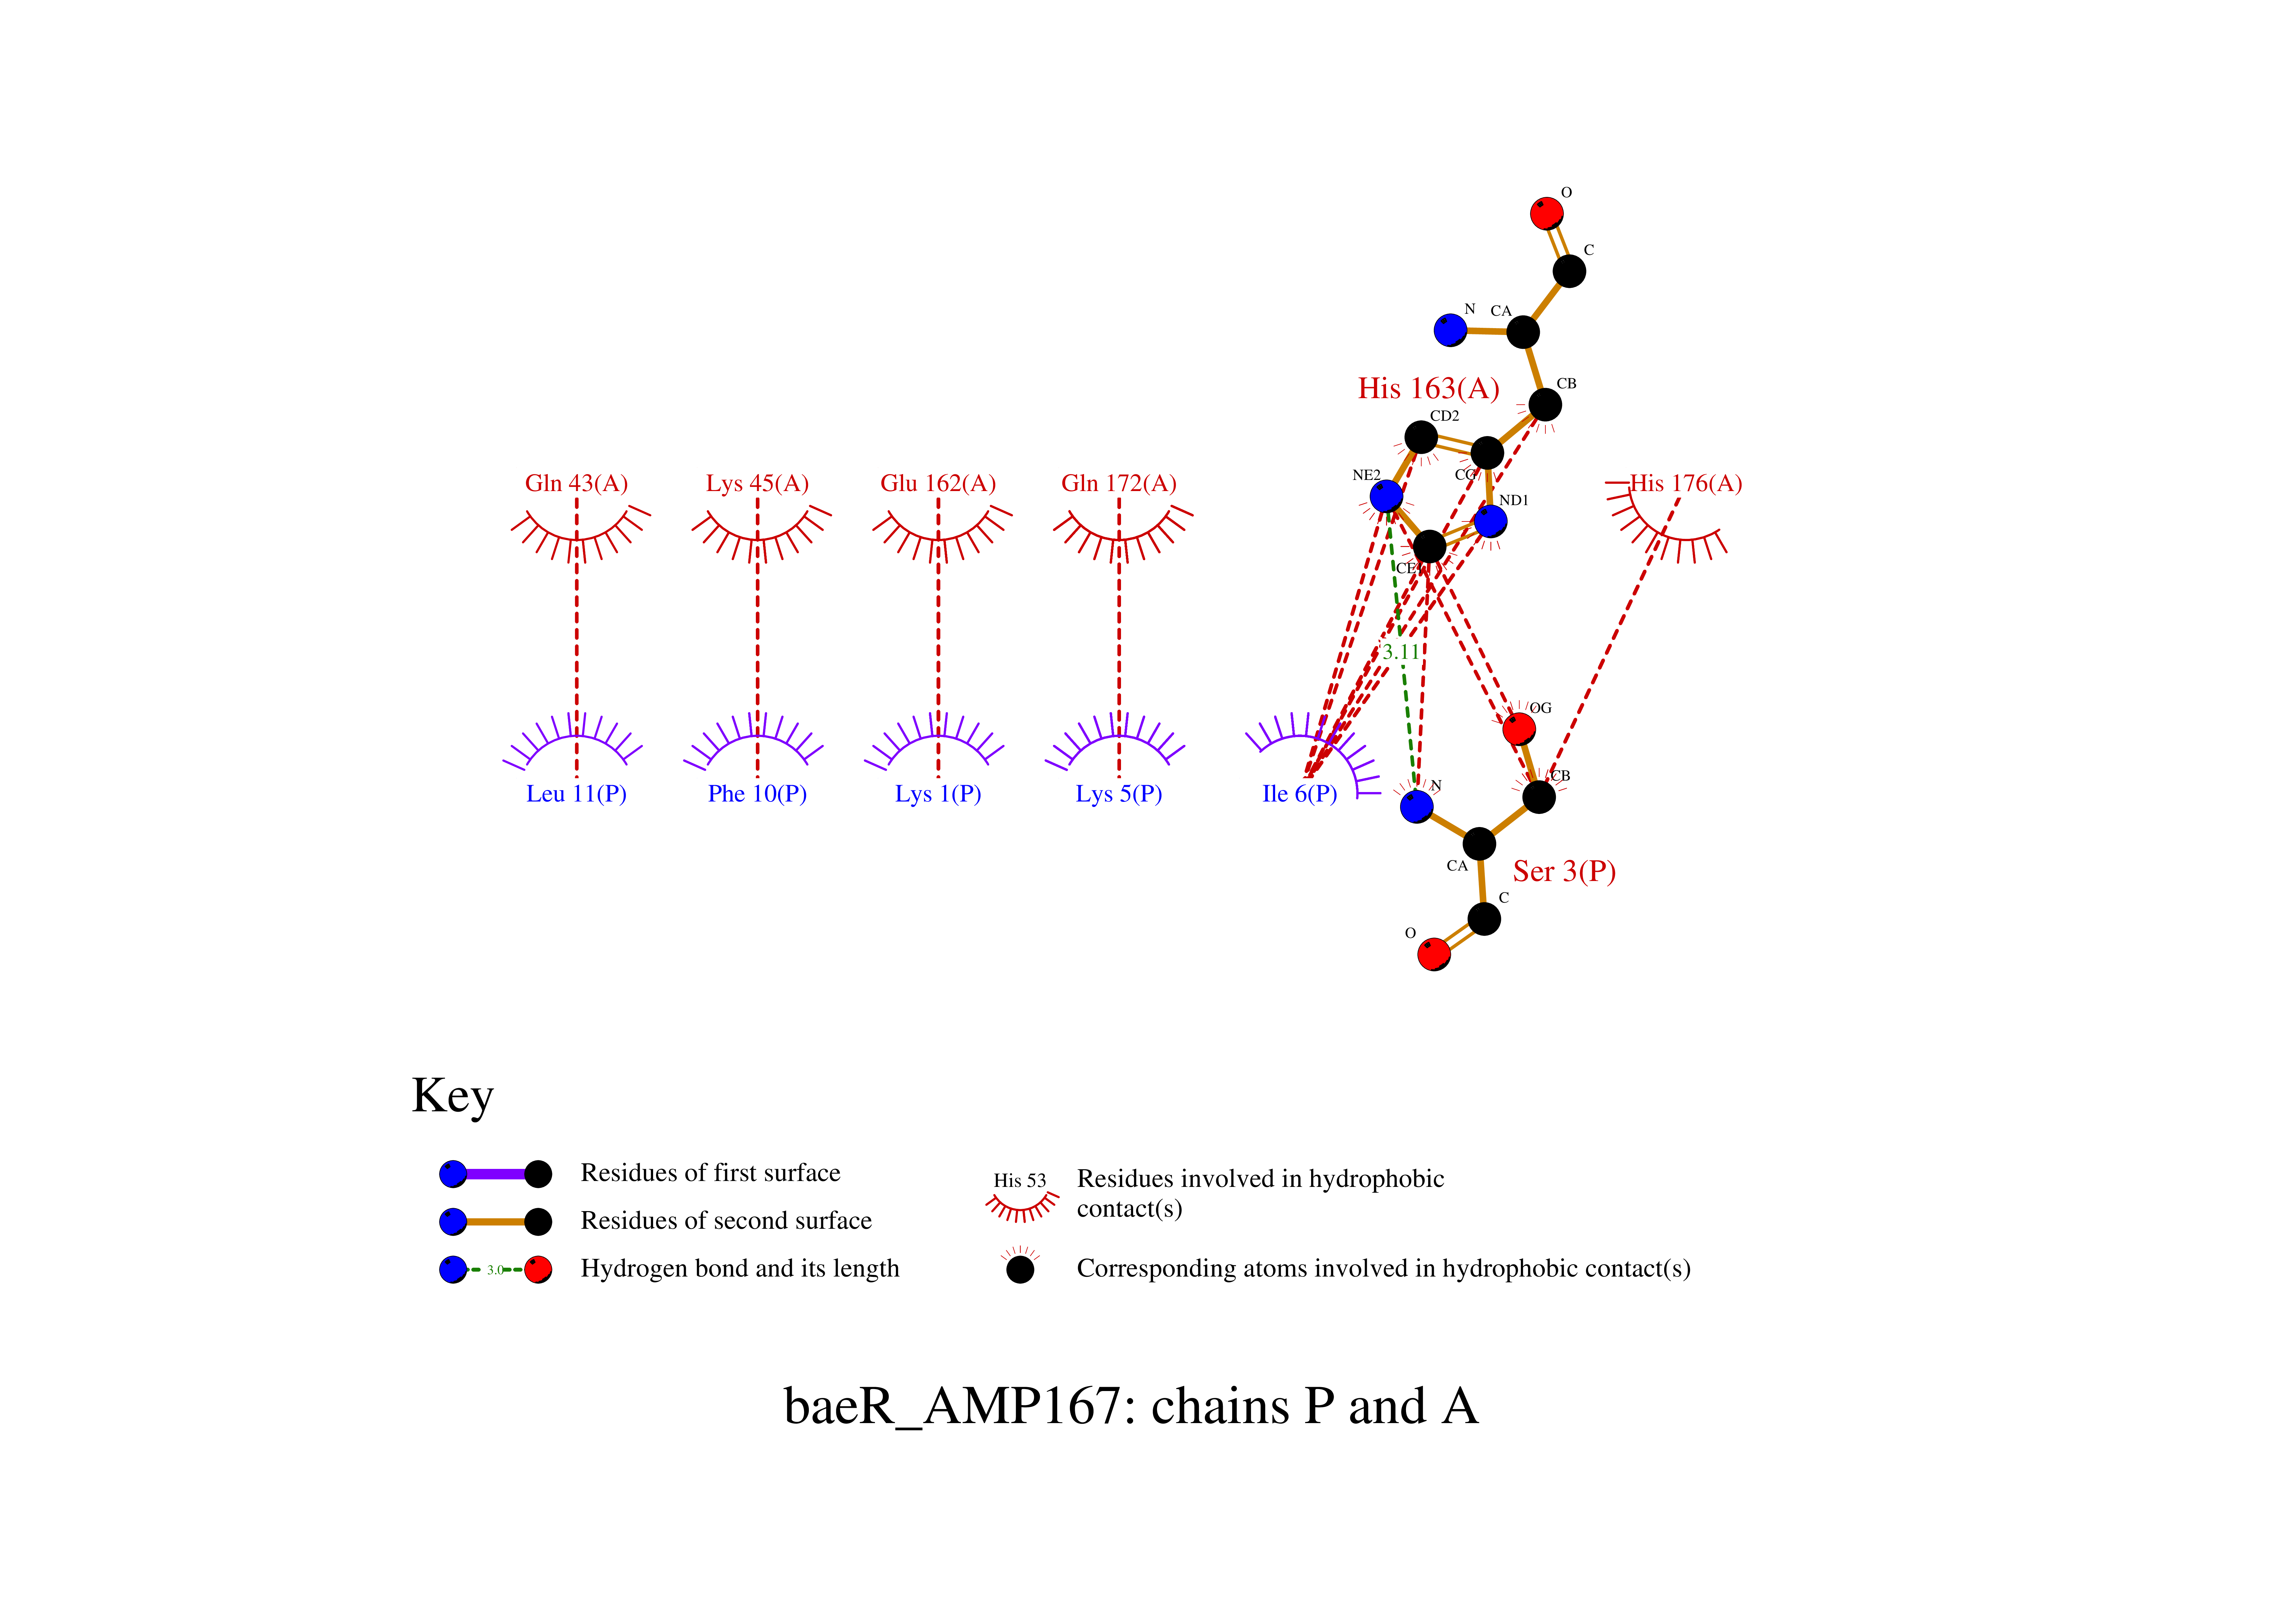 O
C
N
CA
CB
His 163(A)
CD2
CG
NE2
ND1
CE
Gln 43(A)
Lys 45(A)
Glu 162(A)
Gln 172(A)
His 176(A)
3.11
OG
CB
N
Leu 11(P)
Phe 10(P)
Lys 1(P)
Lys 5(P)
Ile 6(P)
CA
Ser 3(P)
C
O
Key
Residues of first surface
Residues of second surface
3.0
Hydrogen bond and its length
His 53
Residues involved in hydrophobic
contact(s)
Corresponding atoms involved in hydrophobic contact(s)
baeR_AMP167: chains P and A